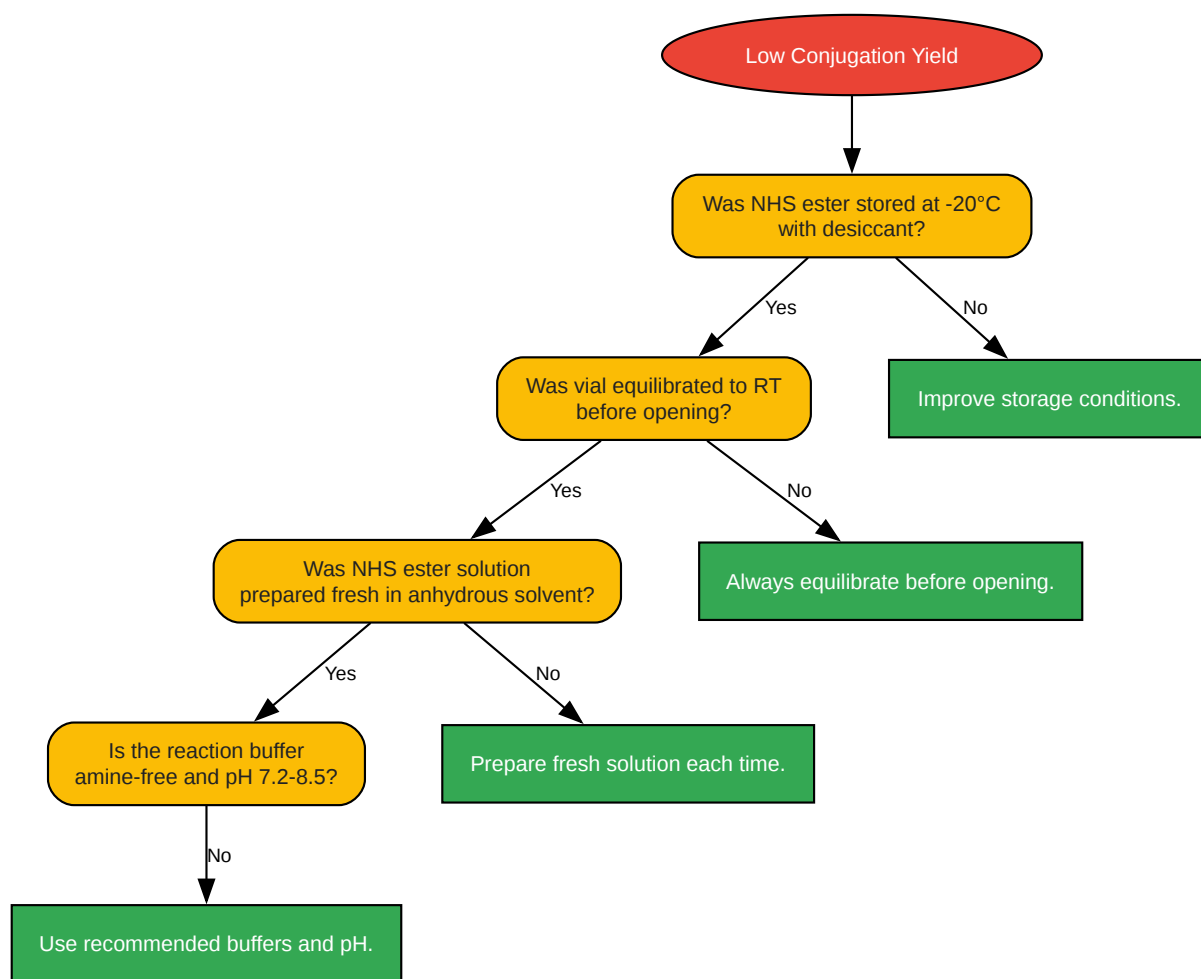 Low Conjugation Yield
Was NHS ester stored at -20°C
with desiccant?
Yes
No
Was vial equilibrated to RT
before opening?
Improve storage conditions.
Yes
No
Was NHS ester solution
prepared fresh in anhydrous solvent?
Always equilibrate before opening.
Yes
No
Is the reaction buffer
amine-free and pH 7.2-8.5?
Prepare fresh solution each time.
No
Use recommended buffers and pH.